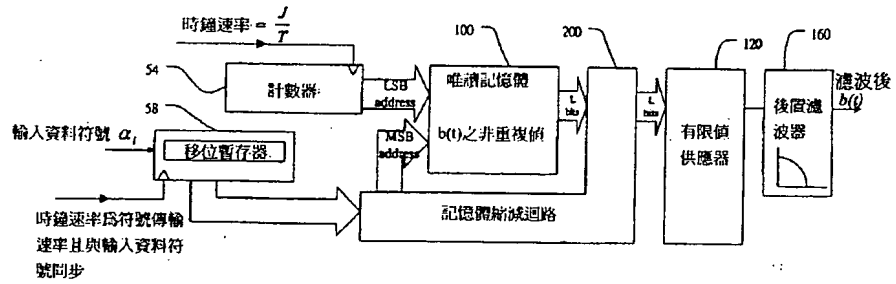 時鐘速率 = J/T
54
計數器
LSB
address
58
輸入資料符號 αi
移位暫存器
時鐘速率爲符號傳輸
速率且與輸入資料符
號同步
100
唯讀記憶體
b(t)之非重複値
MSB
address
L
bits
200
記憶體縮減迴路
L
bits
120
有限値
供應器
160
後置濾
波器
濾波後
b(t)